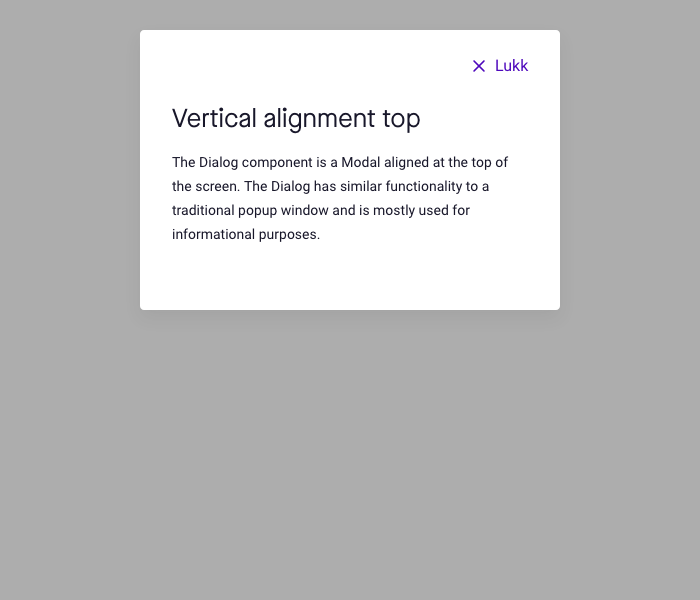 Lukk
Vertical alignment top
The Dialog component is a Modal aligned at the top of
the screen. The Dialog has similar functionality to a
traditional popup window and is mostly used for
informational purposes.